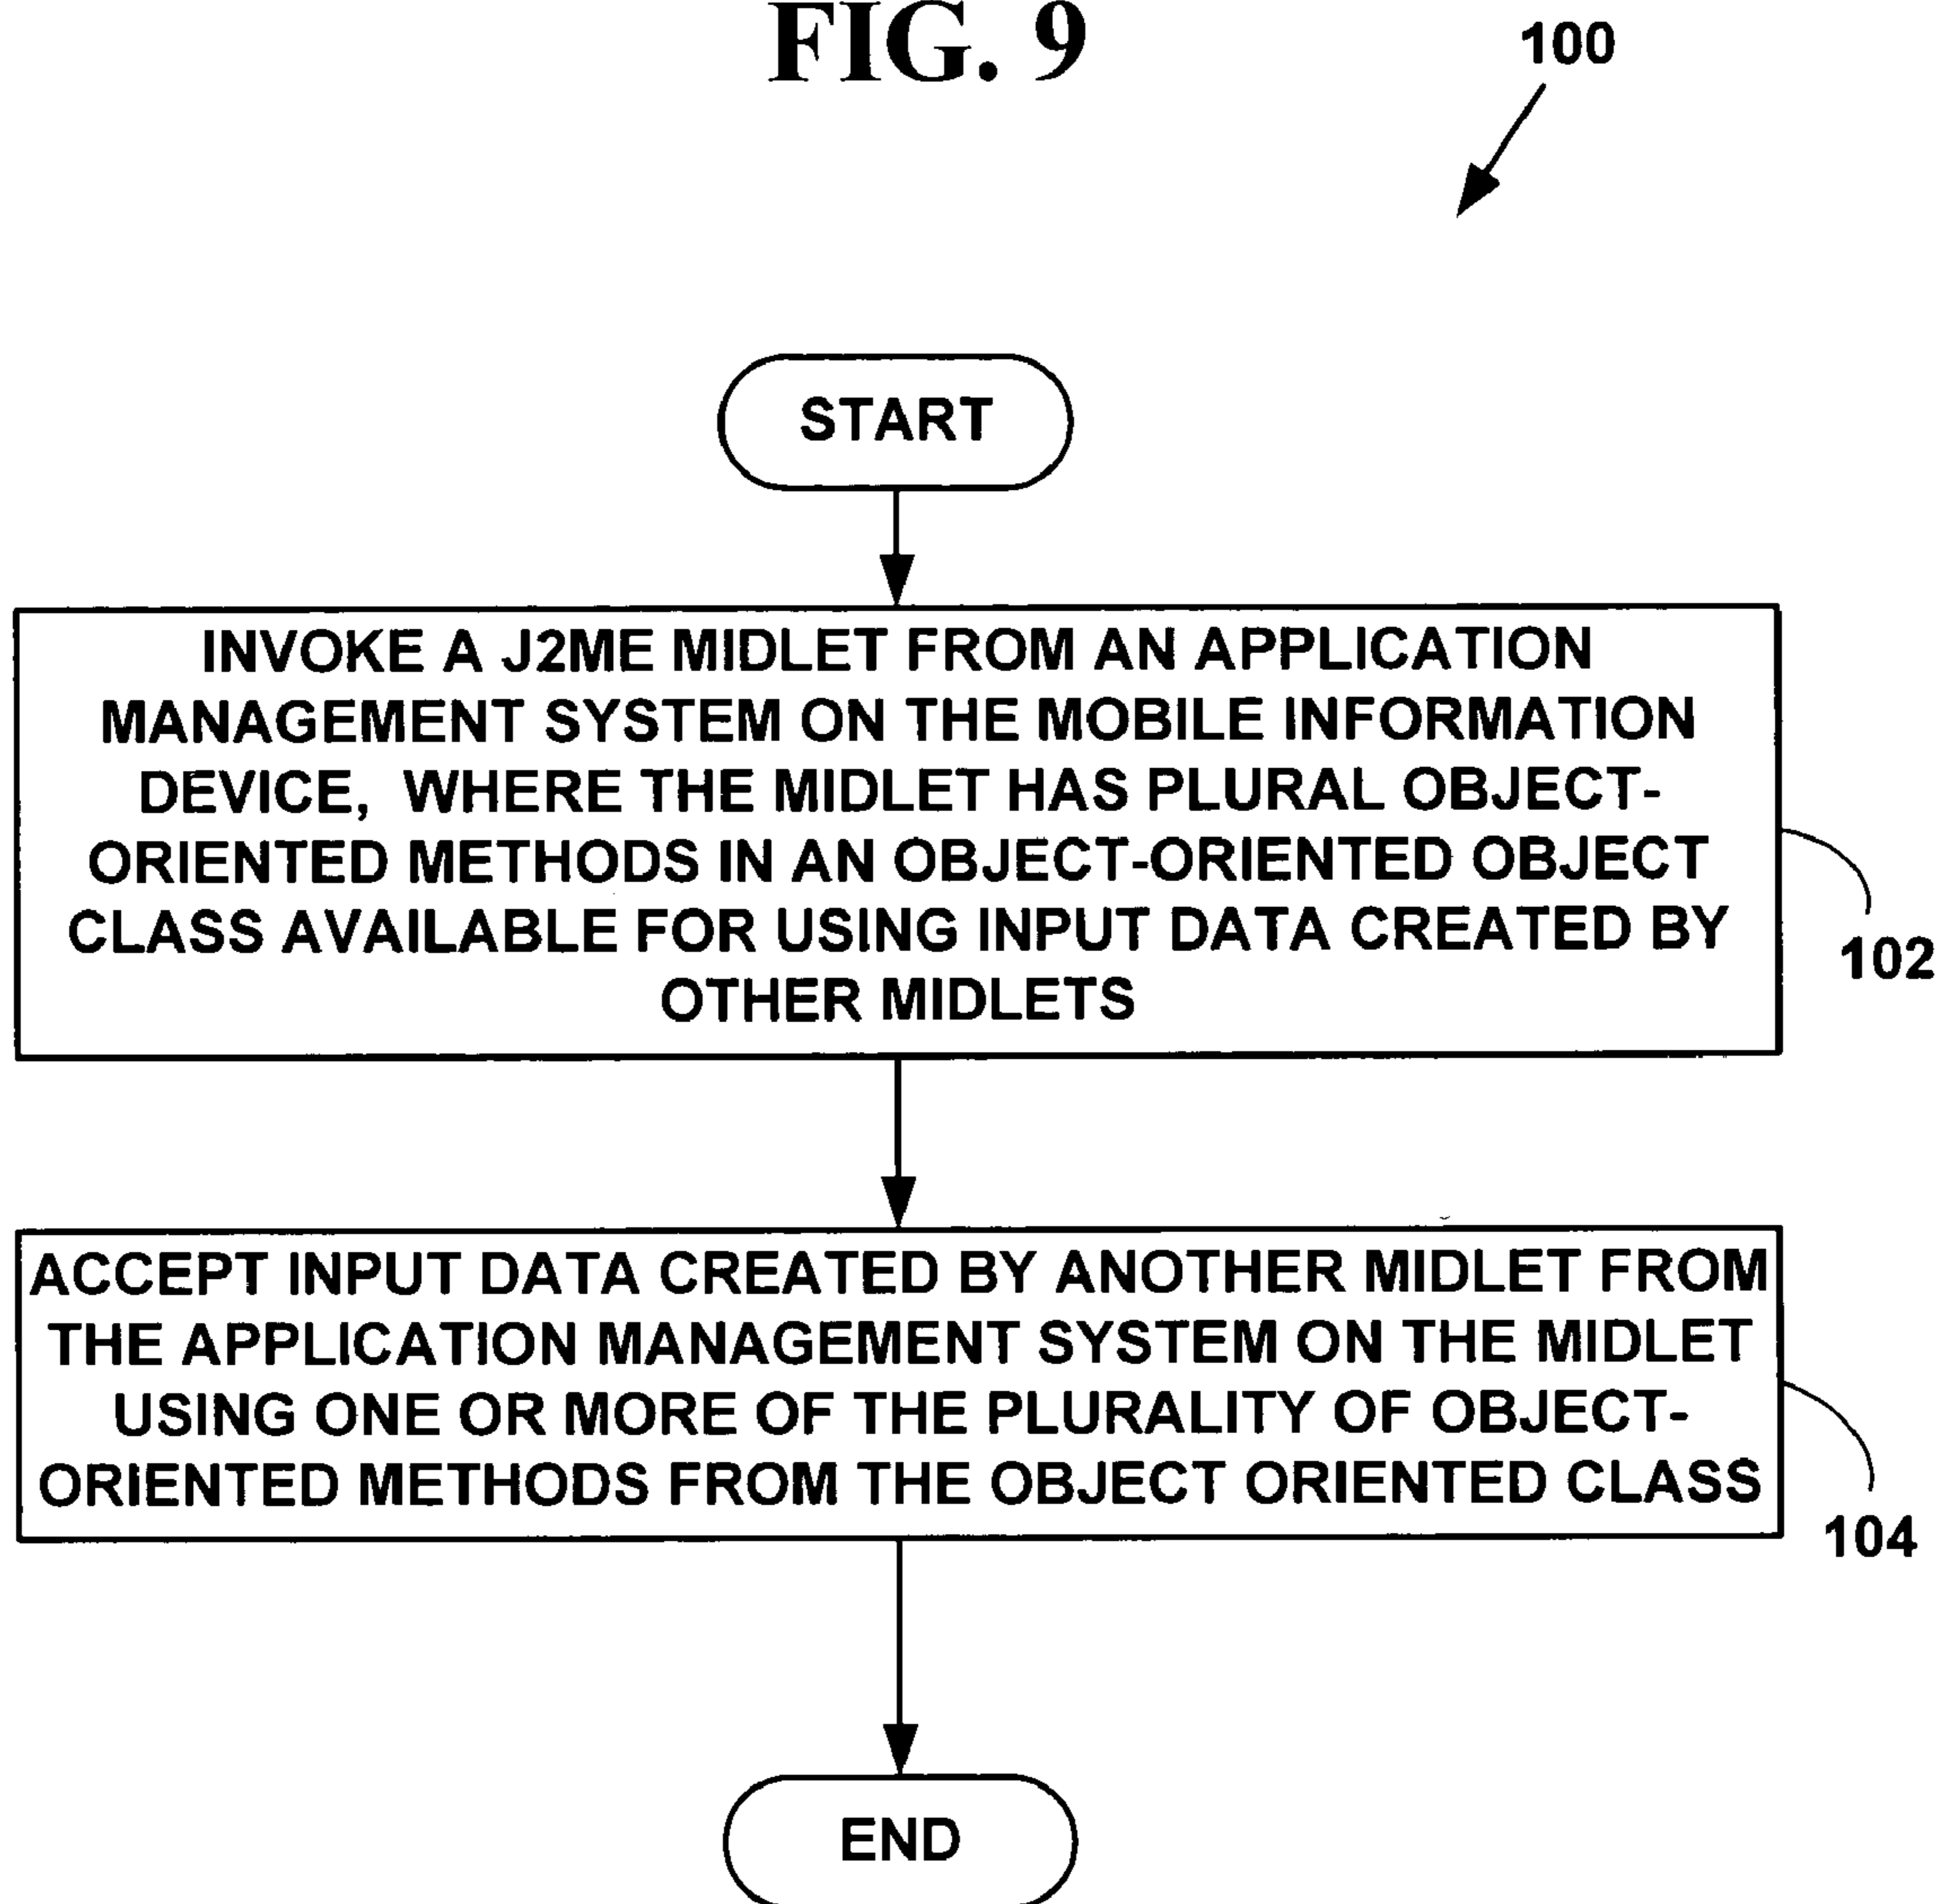 FIG. 9
100
START
INVOKE A J2ME MIDLET FROM AN APPLICATION
MANAGEMENT SYSTEM ON THE MOBILE INFORMATION
DEVICE, WHERE THE MIDLET HAS PLURAL OBJECT-
ORIENTED METHODS IN AN OBJECT-ORIENTED OBJECT
CLASS AVAILABLE FOR USING INPUT DATA CREATED BY
OTHER MIDLETS
102
ACCEPT INPUT DATA CREATED BY ANOTHER MIDLET FROM
THE APPLICATION MANAGEMENT SYSTEM ON THE MIDLET
USING ONE OR MORE OF THE PLURALITY OF OBJECT-
ORIENTED METHODS FROM THE OBJECT ORIENTED CLASS
104
END